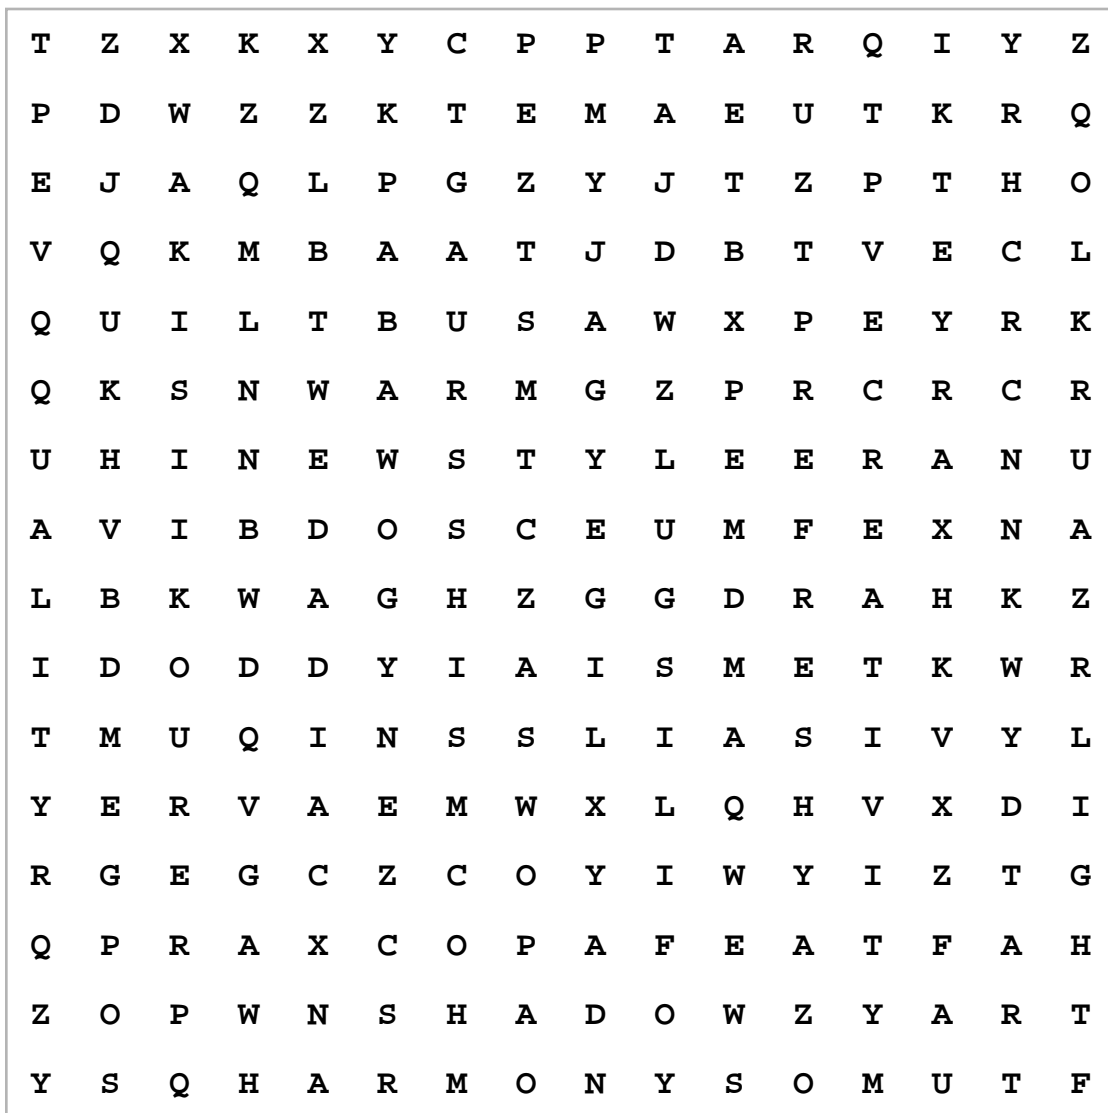 T Z X K X Y C P P T A R Q I Y Z
P D W Z Z K T E M A E U T K R Q
E J A Q L P G Z Y J T Z P T H O
V Q K M B A A T J D B T V E C L
Q U I L T B U S A W X P E Y R K
Q K S N W A R M G Z P R C R C R
U H I N E W S T Y L E E R A N U
A V I B D O S C E U M F E X N A
L B K W A G H Z G G D R A H K Z
I D O D D Y I A I S M E T K W R
T M U Q I N S S L I A S I V Y L
Y E R V A E M W X L Q H V X D I
R G E G C Z C O Y I W Y I Z T G
Q P R A X C O P A F E A T F A H
Z O P W N S H A D O W Z Y A R T
Y S Q H A R M O N Y S O M U T F